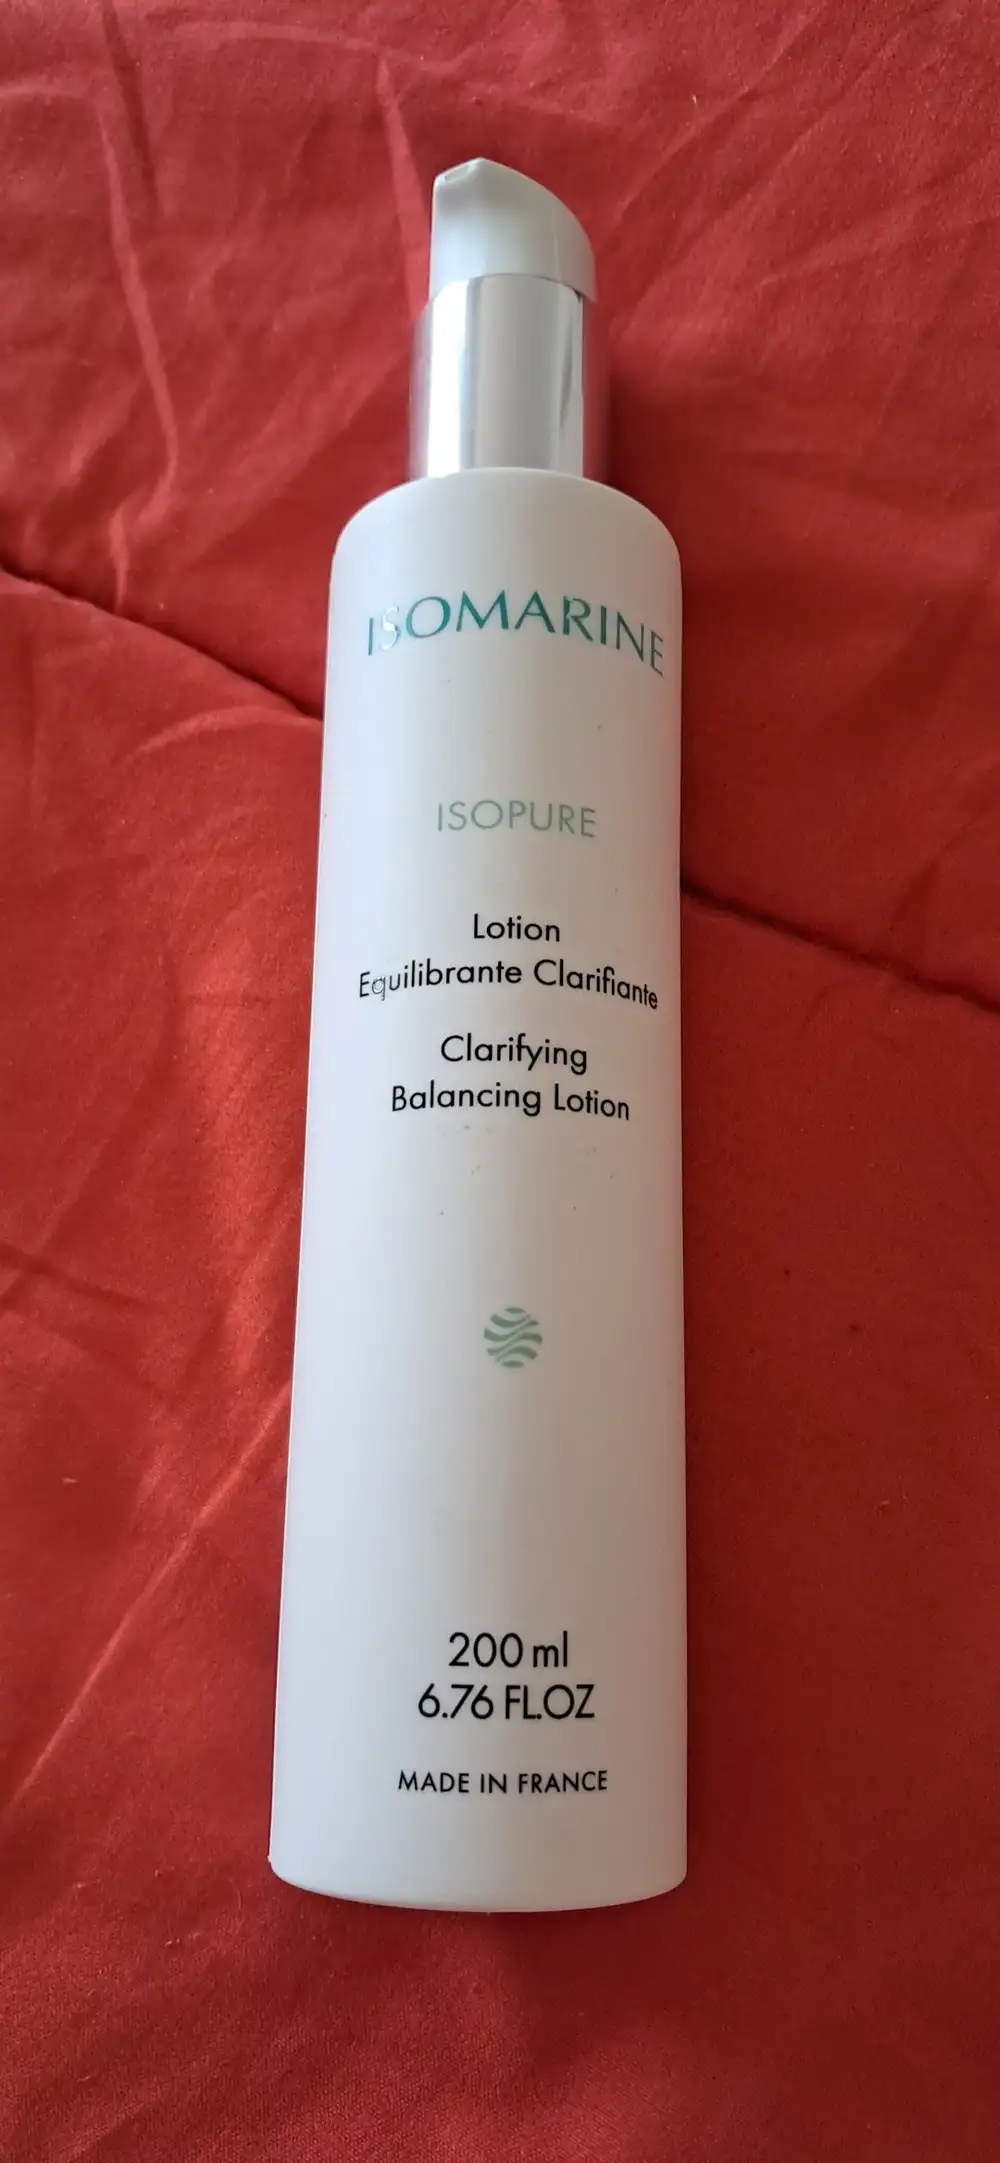 ISOMARINE
ISOPURE
Lotion
Equilibrante Clarifiante
Clarifying
Balancing Lotion
200 ml
6.76 FL.OZ
MADE IN FRANCE